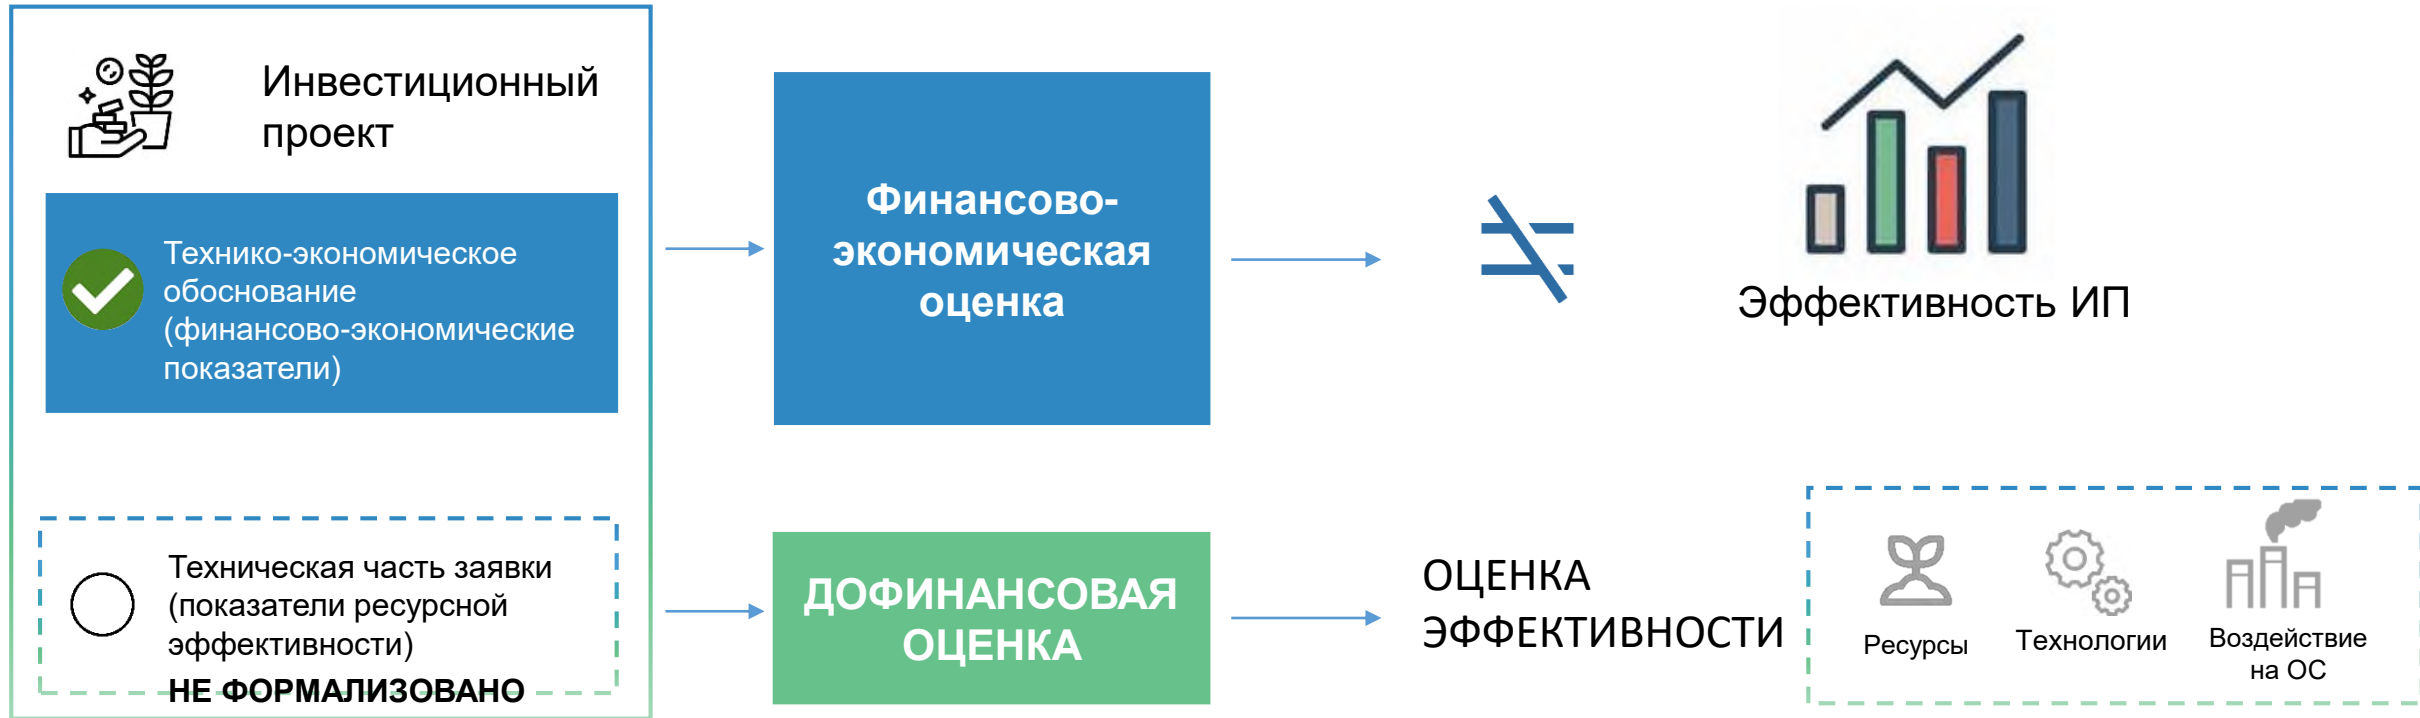 Инвестиционный
проект
Технико-экономическое
обоснование
(финансово-экономические
показатели)
Финансово-
экономическая
оценка
Эффективность ИП
Техническая часть заявки
(показатели ресурсной
эффективности)
НЕ ФОРМАЛИЗОВАНО
ДОФИНАНСОВАЯ
ОЦЕНКА
ОЦЕНКА
ЭФФЕКТИВНОСТИ
Ресурсы
Технологии
Воздействие
на ОС